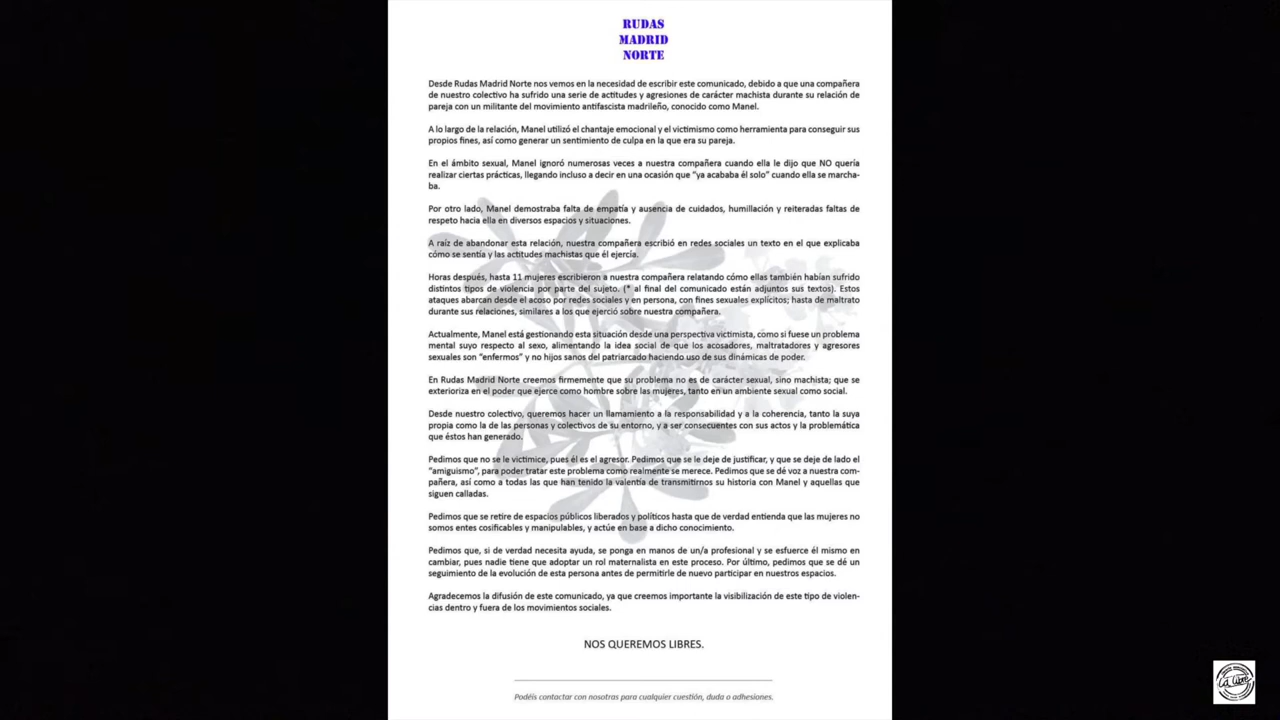 RUDAS
MADRID
NORTE
Desde Rudas Madrid Norte nos vemos en la necesidad de escribir este comunicado, debido a que una compañera
de nuestro colectivo ha sufrido una serie de actitudes y agresiones de carácter machista durante su relación de
pareja con un militante del movimiento antifascista madrileño, conocido como Manel.
A lo largo de la relación, Manel utilizó el chantaje emocional y el victimismo como herramienta para conseguir sus
propios fines, así como generar un sentimiento de culpa en la que era su pareja.
En el ámbito sexual, Manel ignoró numerosas veces a nuestra compañera cuando ella le dijo que NO quería
realizar ciertas prácticas, llegando incluso a decir en una ocasión que “ya acababa él solo” cuando ella se marcha-
ba.
Por otro lado, Manel demostraba falta de empatía y ausencia de cuidados, humillación y reiteradas faltas de
respeto hacia ella en diversos espacios y situaciones.
A raíz de abandonar esta relación, nuestra compañera escribió en redes sociales un texto en el que explicaba
cómo se sentía y las actitudes machistas que él ejercía.
Horas después, hasta 11 mujeres escribieron a nuestra compañera relatando cómo ellas también habían sufrido
distintos tipos de violencia por parte del sujeto. (* al final del comunicado están adjuntos sus textos). Estos
ataques abarcan desde el acoso por redes sociales y en persona, con fines sexuales explícitos; hasta de maltrato
durante sus relaciones, similares a los que ejerció sobre nuestra compañera.
Actualmente, Manel está gestionando esta situación desde una perspectiva victimista, como si fuese un problema
mental suyo respecto al sexo, alimentando la idea social de que los acosadores, maltratadores y agresores
sexuales son “enfermos” y no hijos sanos del patriarcado haciendo uso de sus dinámicas de poder.
En Rudas Madrid Norte creemos firmemente que su problema no es de carácter sexual, sino machista; que se
exterioriza en el poder que ejerce como hombre sobre las mujeres, tanto en un ambiente sexual como social.
Desde nuestro colectivo, queremos hacer un llamamiento a la responsabilidad y a la coherencia, tanto la suya
propia como la de las personas y colectivos de su entorno, y a ser consecuentes con sus actos y la problemática
que éstos han generado.
Pedimos que no se le victimice, pues él es el agresor. Pedimos que se le deje de justificar, y que se deje de lado el
“amiguismo”, para poder tratar este problema como realmente se merece. Pedimos que se dé voz a nuestra com-
pañera, así como a todas las que han tenido la valentía de transmitirnos su historia con Manel y aquellas que
siguen calladas.
Pedimos que se retire de espacios públicos liberados y políticos hasta que de verdad entienda que las mujeres no
somos entes cosificables y manipulables, y actúe en base a dicho conocimiento.
Pedimos que, si de verdad necesita ayuda, se ponga en manos de un/a profesional y se esfuerce él mismo en
cambiar, pues nadie tiene que adoptar un rol maternalista en este proceso. Por último, pedimos que se dé un
seguimiento de la evolución de esta persona antes de permitirle de nuevo participar en nuestros espacios.
Agradecemos la difusión de este comunicado, ya que creemos importante la visibilización de este tipo de violen-
cias dentro y fuera de los movimientos sociales.
NOS QUEREMOS LIBRES.
Podéis contactar con nosotras para cualquier cuestión, duda o adhesiones.